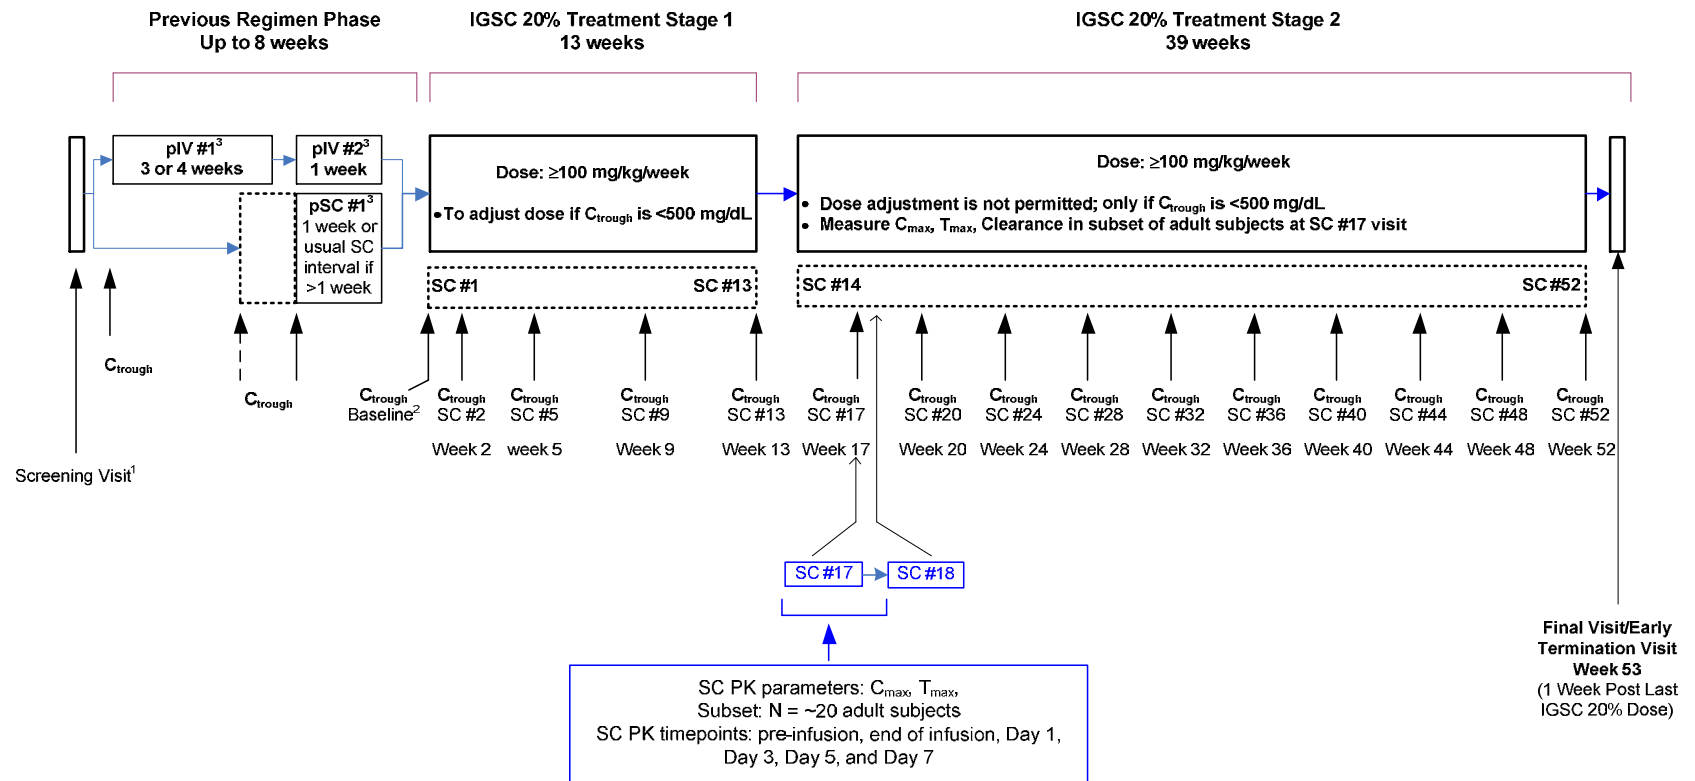 Previous Regimen Phase
Up to 8 weeks
IGSC 20% Treatment Stage 1
13 weeks
IGSC 20% Treatment Stage 2
39 weeks
pIV #1³
3 or 4 weeks
pIV #2³
1 week
pSC #1³
1 week or
usual SC
interval if
>1 week
Dose: ≥100 mg/kg/week
• To adjust dose if Ctrough is <500 mg/dL
Dose: ≥100 mg/kg/week
• Dose adjustment is not permitted; only if Ctrough is <500 mg/dL
• Measure Cmax, Tmax, Clearance in subset of adult subjects at SC #17 visit
SC #1
SC #13
SC #14
SC #52
Ctrough
Ctrough
Ctrough
Baseline²
Ctrough
SC #2
Week 2
Ctrough
SC #5
week 5
Ctrough
SC #9
Week 9
Ctrough
SC #13
Week 13
Ctrough
SC #17
Week 17
Ctrough
SC #20
Week 20
Ctrough
SC #24
Week 24
Ctrough
SC #28
Week 28
Ctrough
SC #32
Week 32
Ctrough
SC #36
Week 36
Ctrough
SC #40
Week 40
Ctrough
SC #44
Week 44
Ctrough
SC #48
Week 48
Ctrough
SC #52
Week 52
Screening Visit¹
SC #17
SC #18
SC PK parameters: Cmax, Tmax,
Subset: N = ~20 adult subjects
SC PK timepoints: pre-infusion, end of infusion, Day 1,
Day 3, Day 5, and Day 7
Final Visit/Early
Termination Visit
Week 53
(1 Week Post Last
IGSC 20% Dose)